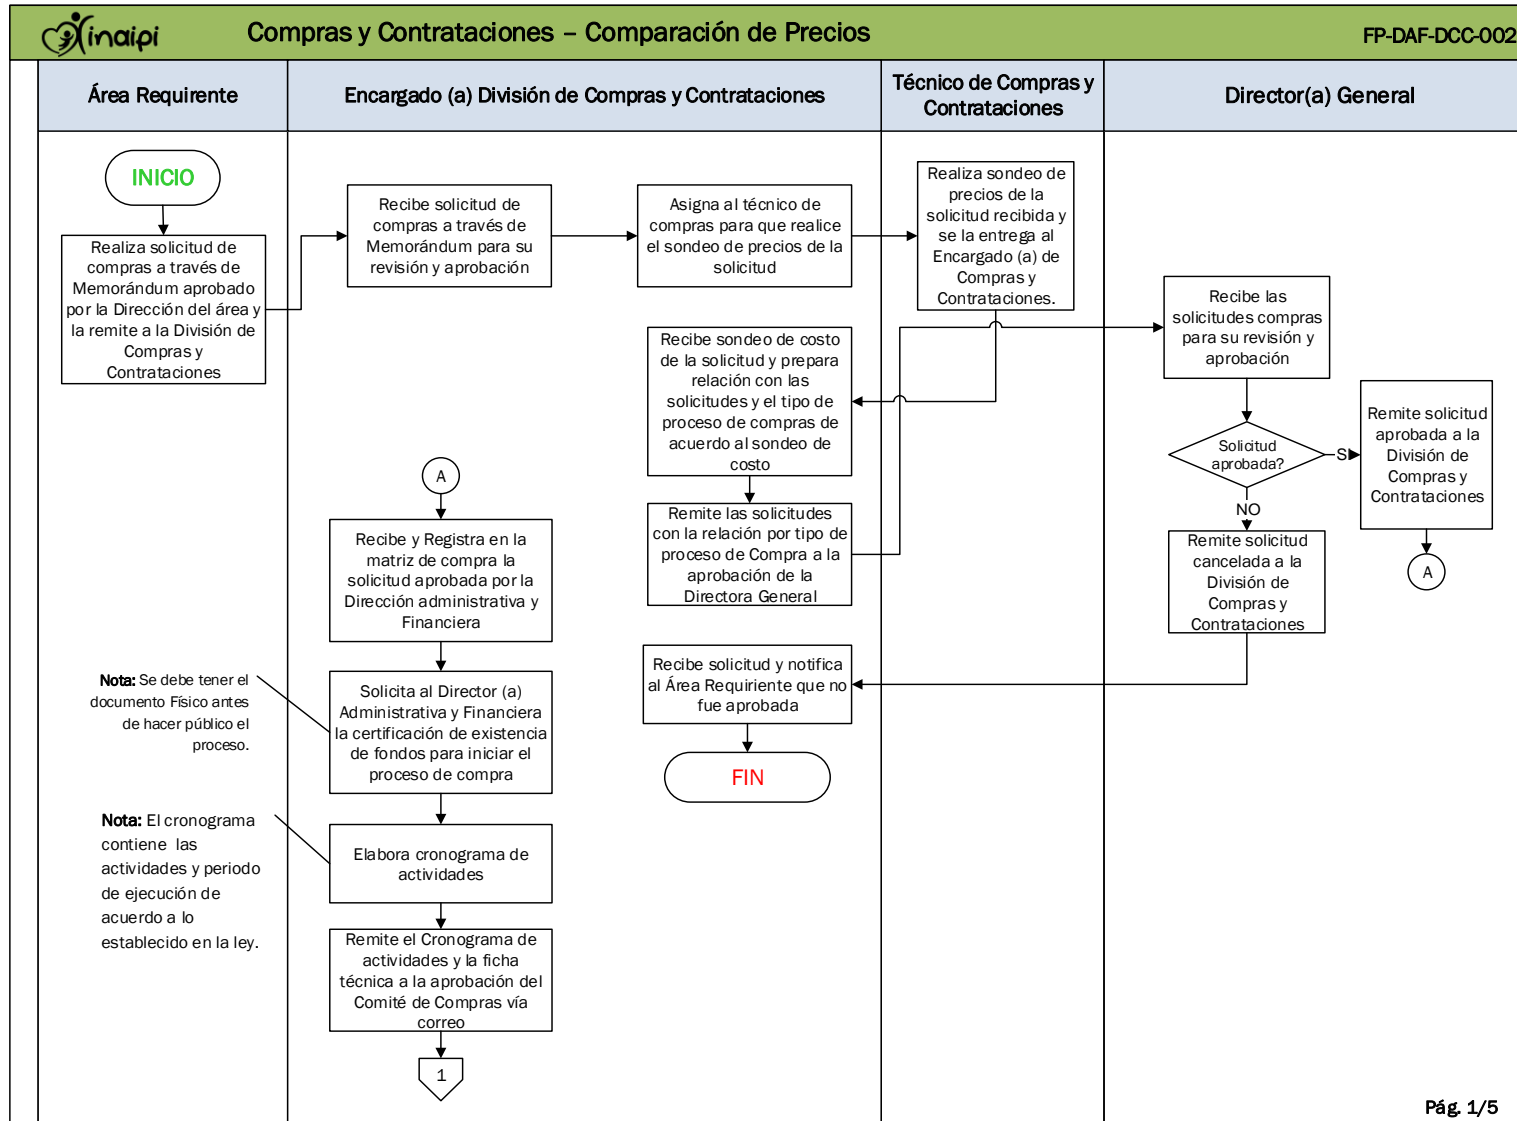 inaipi
Compras y Contrataciones – Comparación de Precios
FP-DAF-DCC-002
Área Requirente
Encargado (a) División de Compras y Contrataciones
Técnico de Compras y
Contrataciones
Director(a) General
INICIO
Realiza solicitud de
compras a través de
Memorándum aprobado
por la Dirección del área y
la remite a la División de
Compras y
Contrataciones
Recibe solicitud de
compras a través de
Memorándum para su
revisión y aprobación
Asigna al técnico de
compras para que realice
el sondeo de precios de la
solicitud
Realiza sondeo de
precios de la
solicitud recibida y
se la entrega al
Encargado (a) de
Compras y
Contrataciones.
Recibe sondeo de costo
de la solicitud y prepara
relación con las
solicitudes y el tipo de
proceso de compras de
acuerdo al sondeo de
costo
Remite las solicitudes
con la relación por tipo de
proceso de Compra a la
aprobación de la
Directora General
Recibe las
solicitudes compras
para su revisión y
aprobación
Solicitud
aprobada?
SI
NO
Remite solicitud
aprobada a la
División de
Compras y
Contrataciones
A
Remite solicitud
cancelada a la
División de
Compras y
Contrataciones
Recibe solicitud y notifica
al Área Requiriente que no
fue aprobada
FIN
A
Recibe y Registra en la
matriz de compra la
solicitud aprobada por la
Dirección administrativa y
Financiera
Nota: Se debe tener el
documento Físico antes
de hacer público el
proceso.
Solicita al Director (a)
Administrativa y Financiera
la certificación de existencia
de fondos para iniciar el
proceso de compra
Nota: El cronograma
contiene las
actividades y periodo
de ejecución de
acuerdo a lo
establecido en la ley.
Elabora cronograma de
actividades
Remite el Cronograma de
actividades y la ficha
técnica a la aprobación del
Comité de Compras vía
correo
1
Pág. 1/5